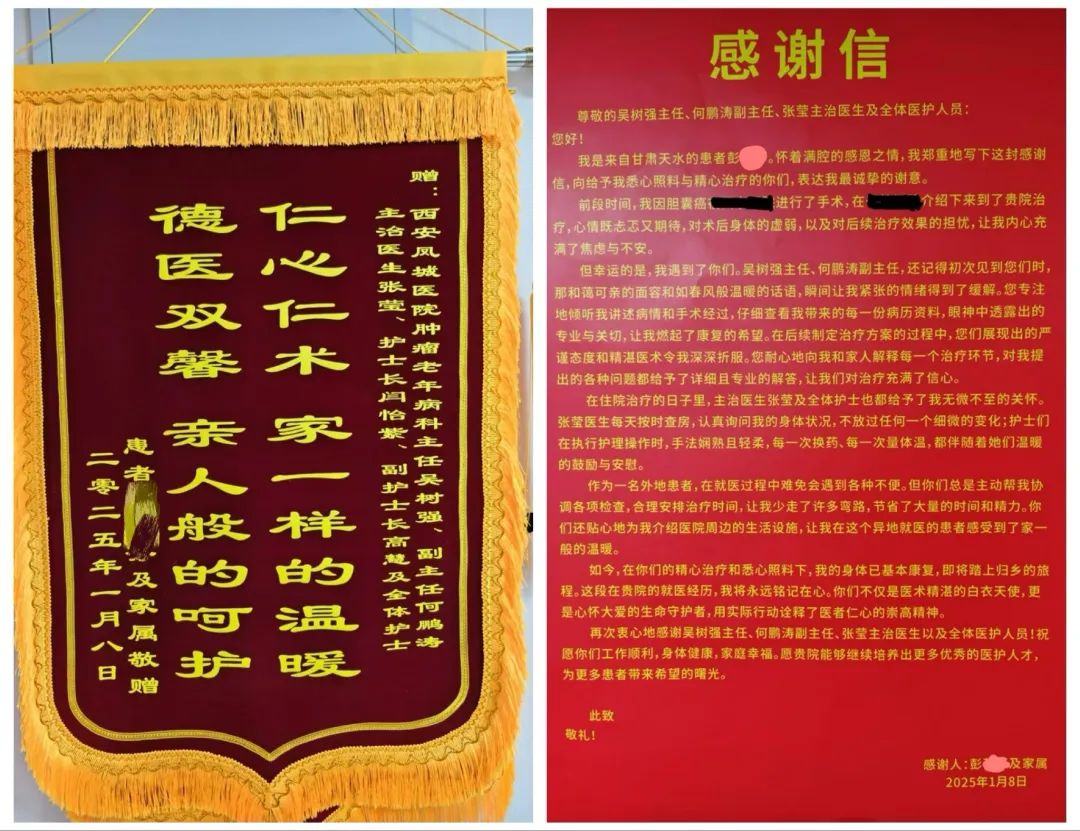 赠：西安凤城医院肿瘤老年病科主任吴树强、副主任何鹏涛
主治医生张莹、护士长闫怡紫、副护士长高慧及全体护士
仁心仁术 家一样的温暖
德医双馨 亲人般的呵护
患者 及家属敬赠
二零二五年一月八日
感谢信
尊敬的吴树强主任、何鹏涛副主任、张莹主治医生及全体医护人员：
您好！
我是来自甘肃天水的患者彭 。怀着满腔的感恩之情，我郑重地写下这封感谢
信，向给予我悉心照料与精心治疗的你们，表达我最诚挚的谢意。
前段时间，我因胆囊癌 进行了手术，在 介绍下来到了贵院治
疗，心情既忐忑又期待，对术后身体的虚弱，以及对后续治疗效果的担忧，让我内心充
满了焦虑与不安。
但幸运的是，我遇到了你们。吴树强主任、何鹏涛副主任，还记得初次见到您们时，
那和蔼可亲的面容和如春风般温暖的话语，瞬间让我紧张的情绪得到了缓解。您专注
地倾听我讲述病情和手术经过，仔细查看我带来的每一份病历资料，眼神中透露出的
专业与关切，让我燃起了康复的希望。在后续制定治疗方案的过程中，您们展现出的严
谨态度和精湛医术令我深深折服。您耐心地向我和家人解释每一个治疗环节，对我提
出的各种问题都给予了详细且专业的解答，让我们对治疗充满了信心。
在住院治疗的日子里，主治医生张莹及全体护士也都给予了我无微不至的关怀。
张莹医生每天按时查房，认真询问我的身体状况，不放过任何一个细微的变化；护士们
在执行护理操作时，手法娴熟且轻柔，每一次换药、每一次量体温，都伴随着她们温暖
的鼓励与安慰。
作为一名外地患者，在就医过程中难免会遇到各种不便。但你们总是主动帮我协
调各项检查，合理安排治疗时间，让我少走了许多弯路，节省了大量的时间和精力。你
们还贴心地为我介绍医院周边的生活设施，让我在这个异地就医的患者感受到了家一
般的温暖。
如今，在你们的精心治疗和悉心照料下，我的身体已基本康复，即将踏上归乡的旅
程。这段在贵院的就医经历，我将永远铭记在心。你们不仅是医术精湛的白衣天使，更
是心怀大爱的生命守护者，用实际行动诠释了医者仁心的崇高精神。
再次衷心地感谢吴树强主任、何鹏涛副主任、张莹主治医生以及全体医护人员！祝
愿你们工作顺利，身体健康，家庭幸福。愿贵院能够继续培养出更多优秀的医护人才，
为更多患者带来希望的曙光。
此致
敬礼！
感谢人：彭 及家属
2025年1月8日